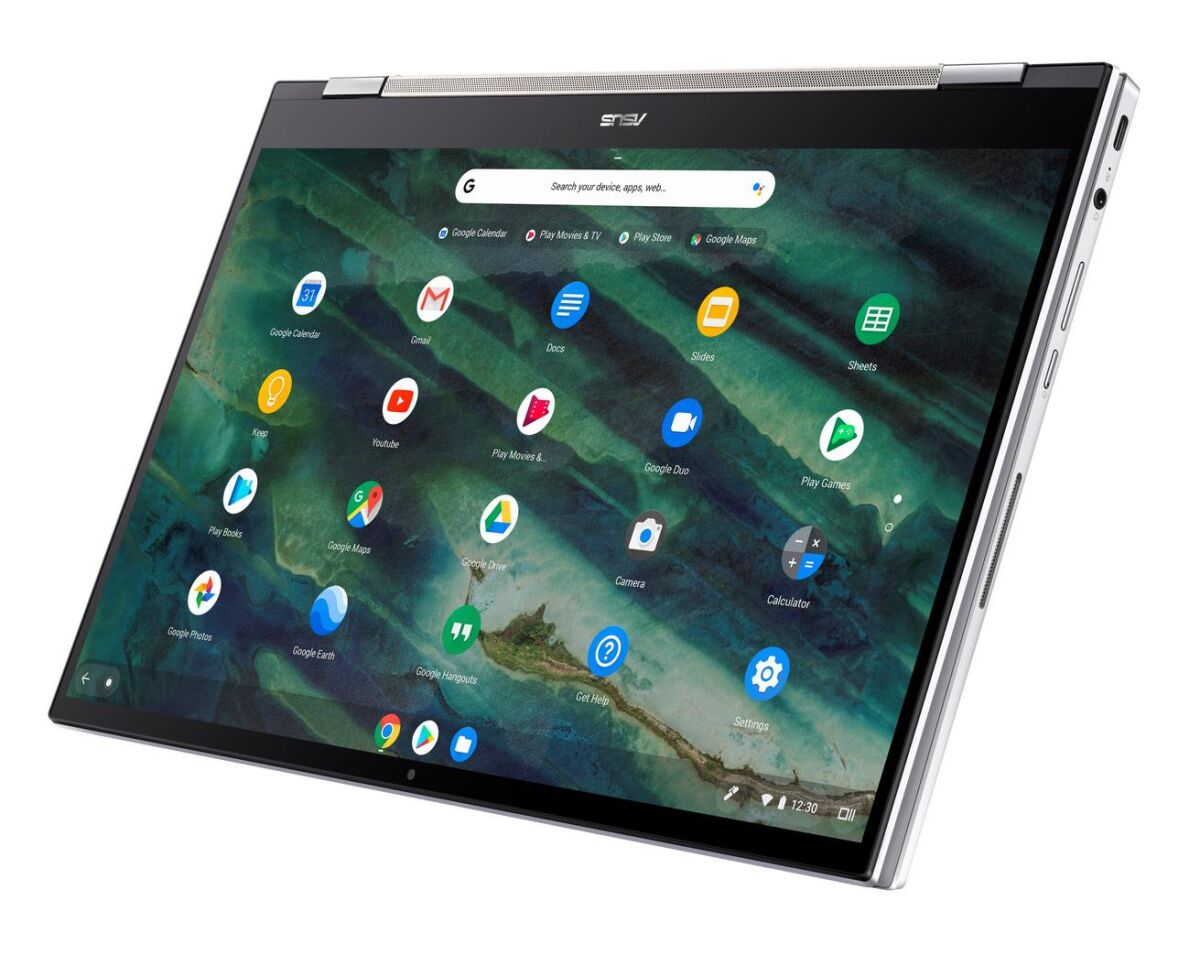 ASUS
G Search your device, apps, web...
Google Calendar Play Movies & TV Play Store Google Maps
31
Google Calendar Gmail Docs Slides Sheets
Keep Youtube Play Movies &... Google Duo Play Games
Play Books Google Maps Google Drive Camera Calculator
Google Photos Google Earth Google Hangouts Get Help Settings
12:30